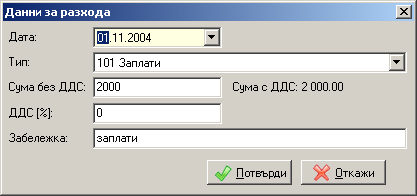 Данни за разхода
Дата: 01.11.2004
Тип: 101 Заплати
Сума без ДДС: 2000 Сума с ДДС: 2 000.00
ДДС [%]: 0
Забележка: заплати
Потвърди Откажи